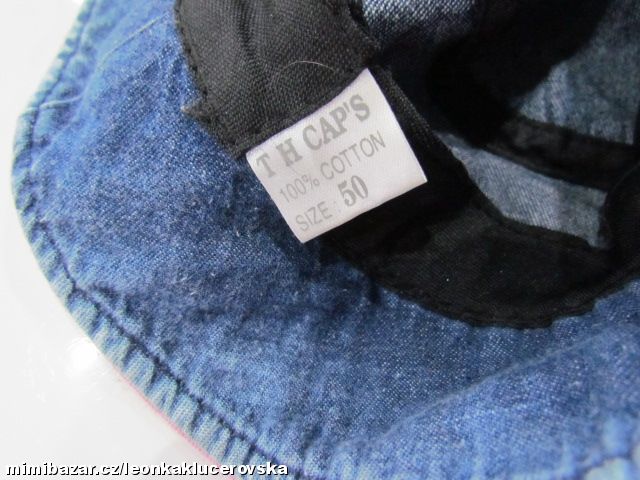 T H CAP'S
100% COTTON
SIZE : 50
mimibazar.cz/leonkaklucerovska